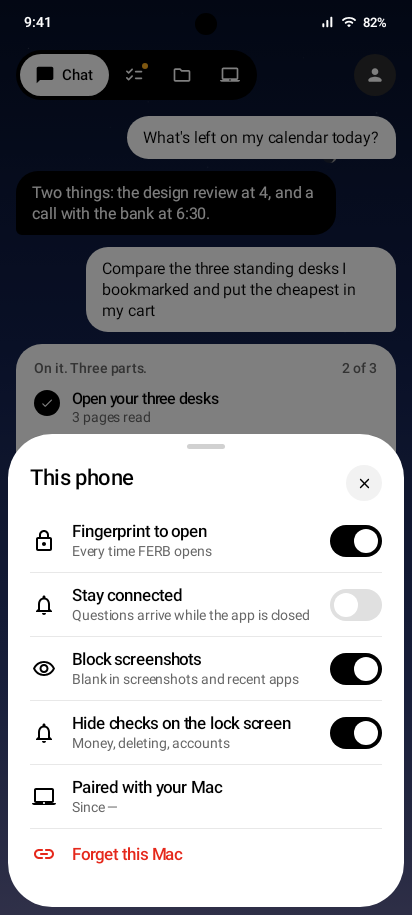 9:41
82%
Chat
What's left on my calendar today?
Two things: the design review at 4, and a
call with the bank at 6:30.
Compare the three standing desks I
bookmarked and put the cheapest in
my cart
On it. Three parts.
2 of 3
Open your three desks
3 pages read
This phone
Fingerprint to open
Every time FERB opens
Stay connected
Questions arrive while the app is closed
Block screenshots
Blank in screenshots and recent apps
Hide checks on the lock screen
Money, deleting, accounts
Paired with your Mac
Since —
Forget this Mac